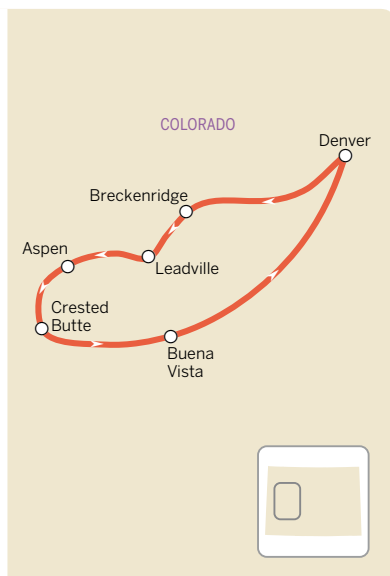 COLORADO
Denver
Breckenridge
Aspen
Leadville
Crested
Butte
Buena
Vista